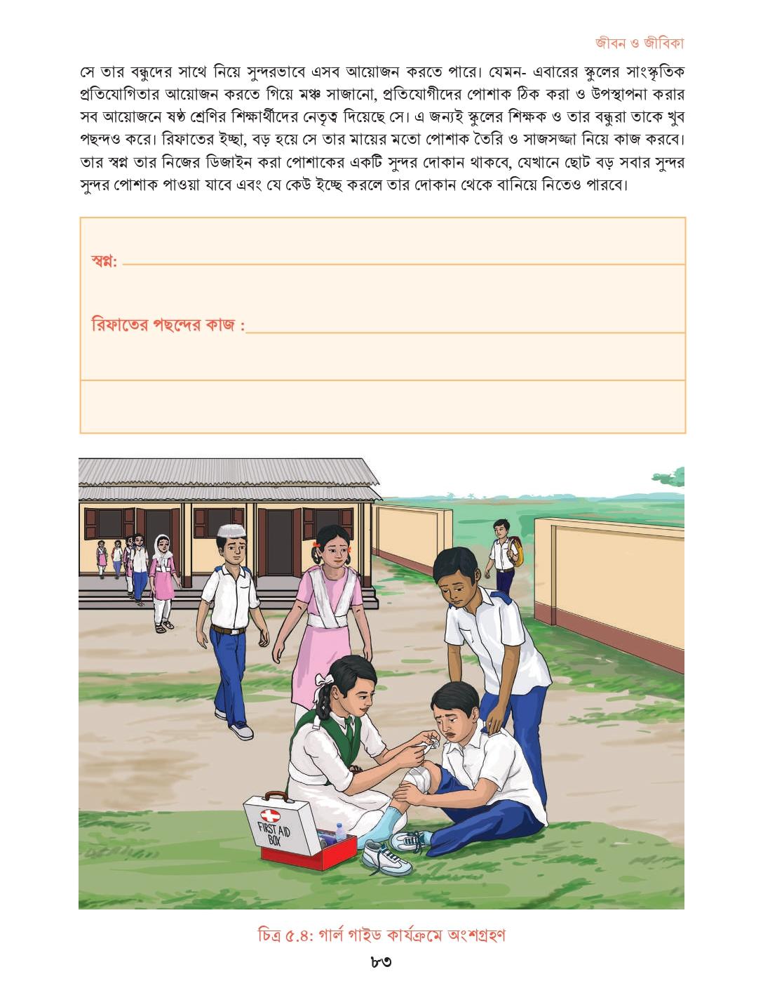 জীবন ও জীবিকা
সে তার বন্ধুদের সাথে নিয়ে সুন্দরভাবে এসব আয়োজন করতে পারে। যেমন- এবারের স্কুলের সাংস্কৃতিক
প্রতিযোগিতার আয়োজন করতে গিয়ে মঞ্চ সাজানো, প্রতিযোগীদের পোশাক ঠিক করা ও উপস্থাপনা করার
সব আয়োজনে ষষ্ঠ শ্রেণির শিক্ষার্থীদের নেতৃত্ব দিয়েছে সে। এ জন্যই স্কুলের শিক্ষক ও তার বন্ধুরা তাকে খুব
পছন্দও করে। রিফাতের ইচ্ছা, বড় হয়ে সে তার মায়ের মতো পোশাক তৈরি ও সাজসজ্জা নিয়ে কাজ করবে।
তার স্বপ্ন তার নিজের ডিজাইন করা পোশাকের একটি সুন্দর দোকান থাকবে, যেখানে ছোট বড় সবার সুন্দর
সুন্দর পোশাক পাওয়া যাবে এবং যে কেউ ইচ্ছে করলে তার দোকান থেকে বানিয়ে নিতেও পারবে।
স্বপ্ন:
রিফাতের পছন্দের কাজ :
FIRST AID
BOX
চিত্র ৫.৪: গার্ল গাইড কার্যক্রমে অংশগ্রহণ
৮৩